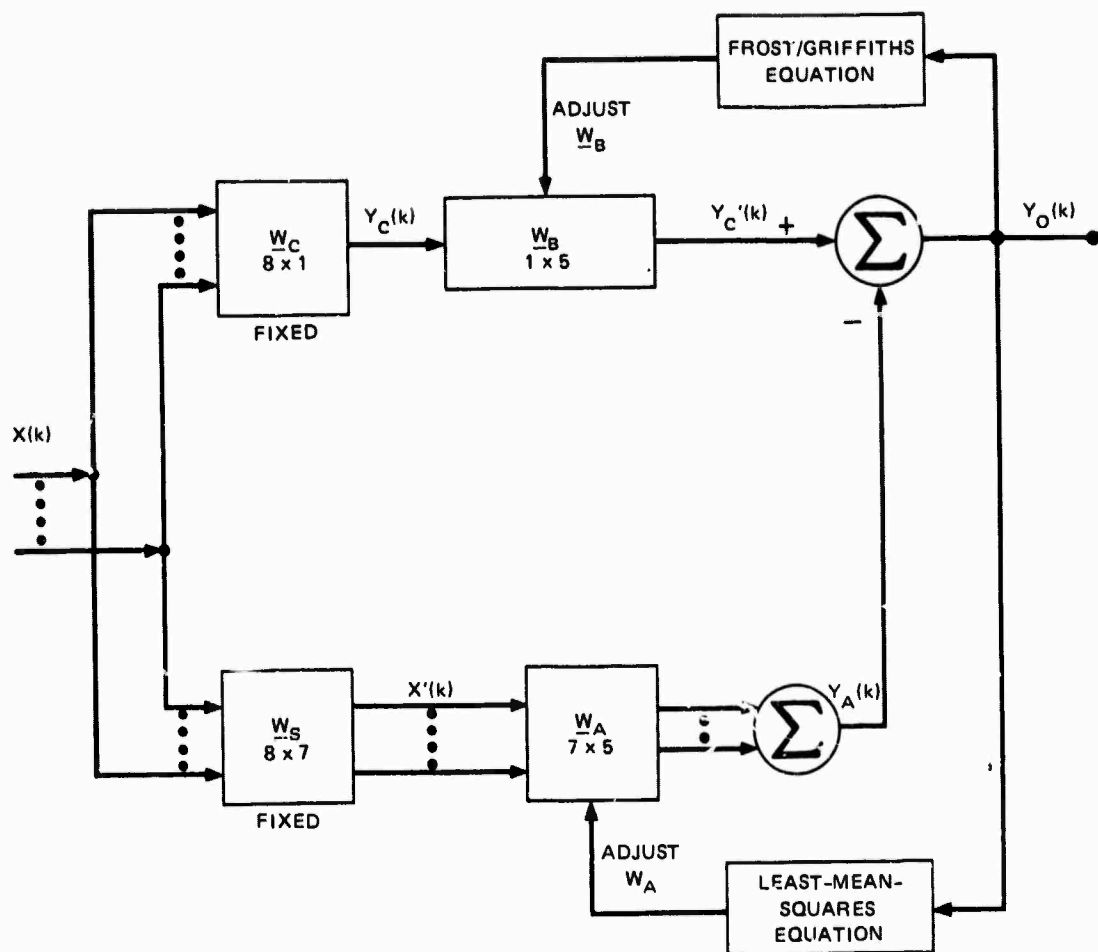 FROST/GRIFFITHS
EQUATION
ADJUST
W_B
W_C
8 x 1
FIXED
Y_C(k)
W_B
1 x 5
Y_C'(k)
+
Σ
Y_O(k)
−
X(k)
W_S
8 x 7
FIXED
X'(k)
W_A
7 x 5
Σ
Y_A(k)
ADJUST
W_A
LEAST-MEAN-
SQUARES
EQUATION